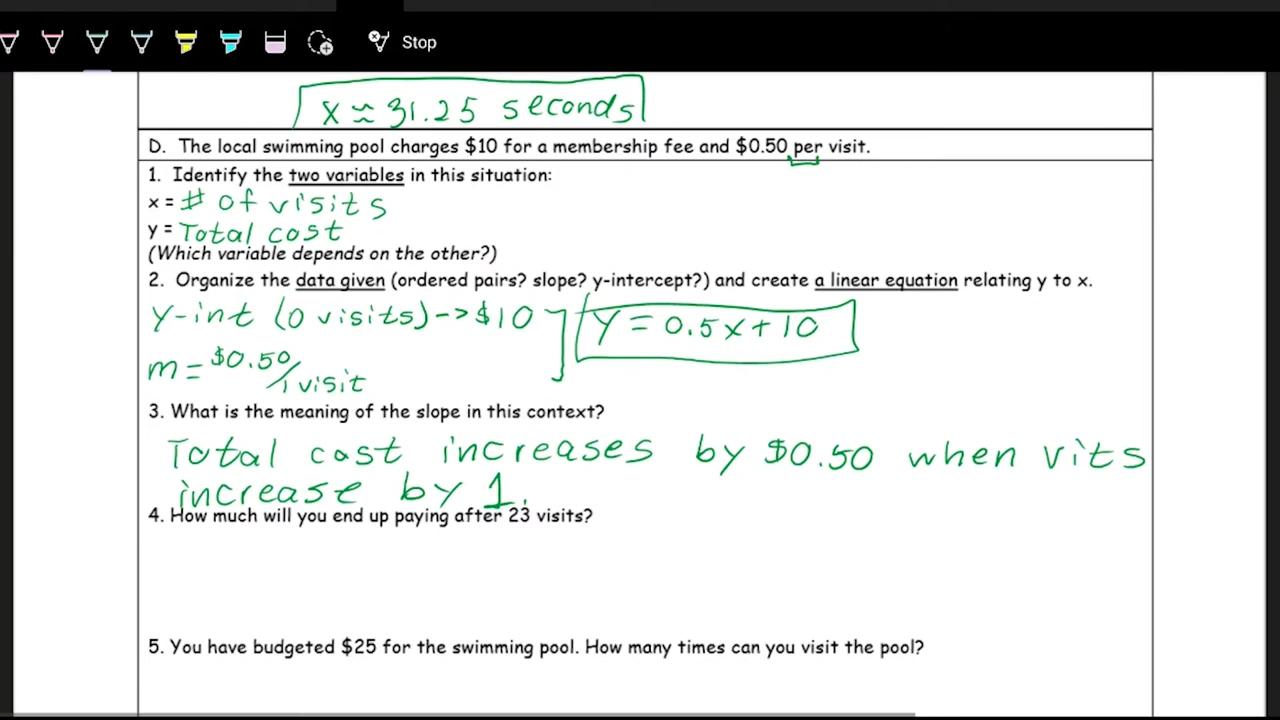 Stop
x ≈ 31.25 seconds
D. The local swimming pool charges $10 for a membership fee and $0.50 per visit.
1. Identify the two variables in this situation:
x = # of visits
y = Total cost
(Which variable depends on the other?)
2. Organize the data given (ordered pairs? slope? y-intercept?) and create a linear equation relating y to x.
y-int (0 visits) -> $10
y = 0.5x + 10
m = $0.50/1 visit
3. What is the meaning of the slope in this context?
Total cost increases by $0.50 when vits
increase by 1.
4. How much will you end up paying after 23 visits?
5. You have budgeted $25 for the swimming pool. How many times can you visit the pool?